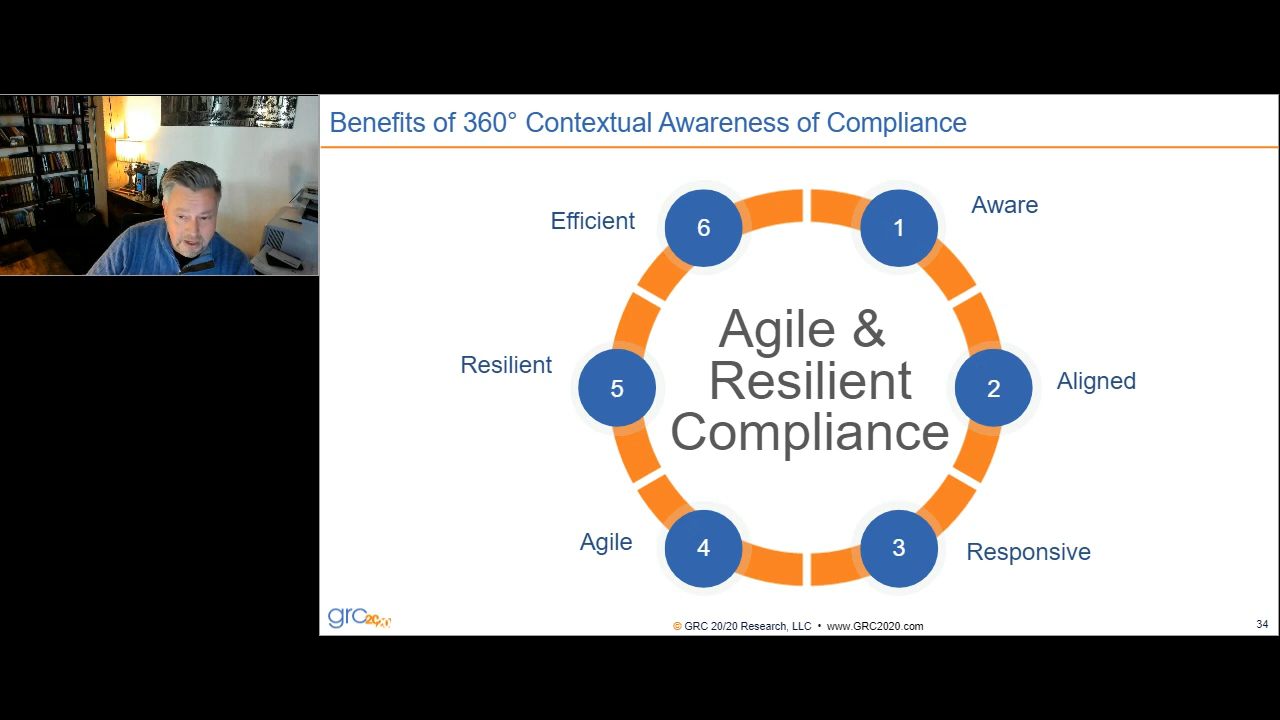 Benefits of 360° Contextual Awareness of Compliance
6
Efficient
1
Aware
5
Resilient
Agile &
Resilient
Compliance
2
Aligned
4
Agile
3
Responsive
grc2020
© GRC 20/20 Research, LLC • www.GRC2020.com
34